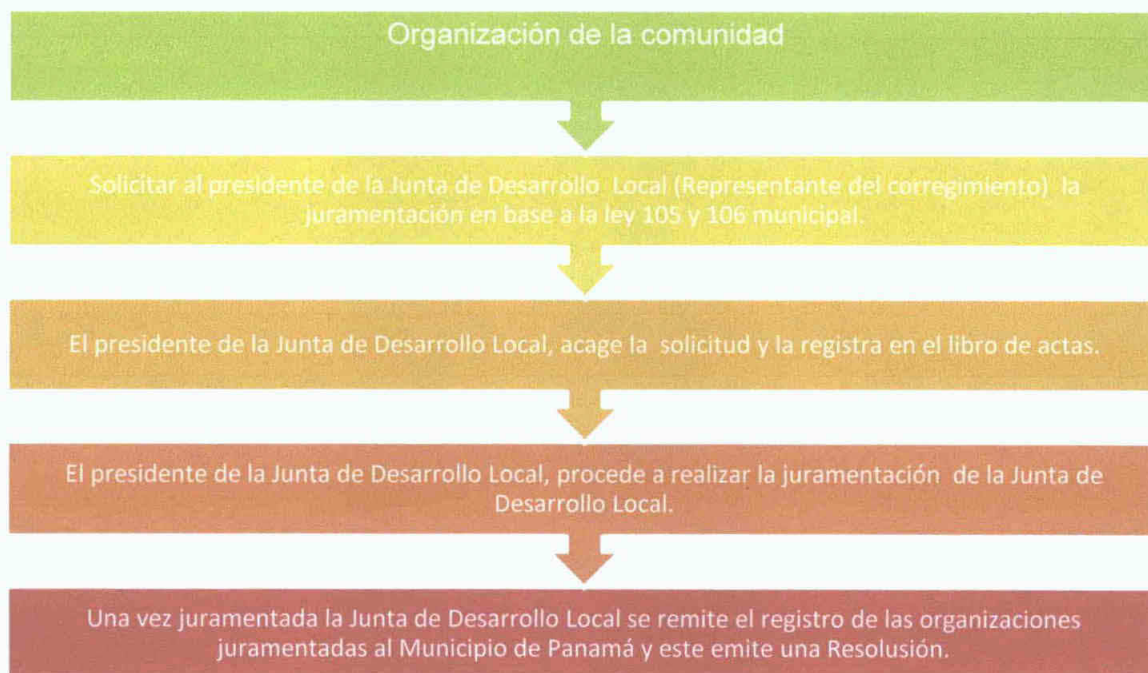 Organización de la comunidad
Solicitar al presidente de la Junta de Desarrollo Local (Representante del corregimiento) la
juramentación en base a la ley 105 y 106 municipal.
El presidente de la Junta de Desarrollo Local, acage la solicitud y la registra en el libro de actas.
El presidente de la Junta de Desarrollo Local, procede a realizar la juramentación de la Junta de
Desarrollo Local.
Una vez juramentada la Junta de Desarrollo Local se remite el registro de las organizaciones
juramentadas al Municipio de Panamá y este emite una Resolución.